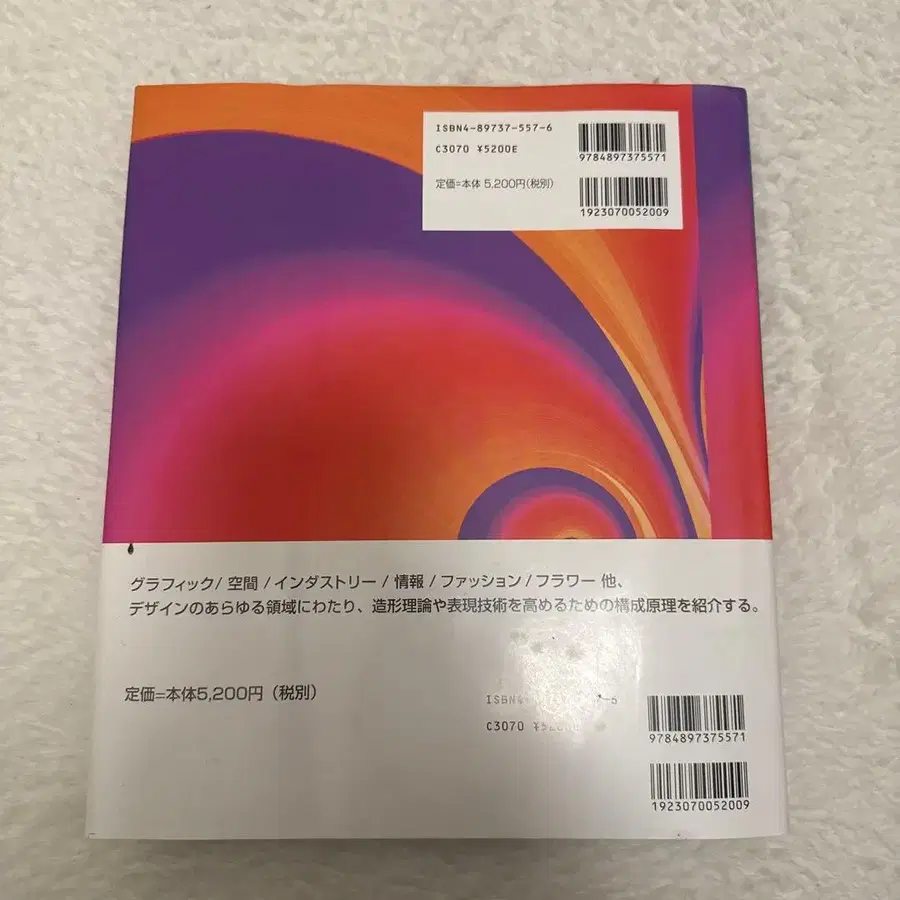 ISBN4-89737-557-6
C3070 ¥5200E
9784897375571
定価=本体 5,200円(税別)
1923070052009
グラフィック/ 空間 /インダストリー / 情報 /ファッション/フラワー 他、
デザインのあらゆる領域にわたり、造形理論や表現技術を高めるための構成原理を紹介する。
定価=本体5,200円（税別）
C3070
9784897375571
1923070052009